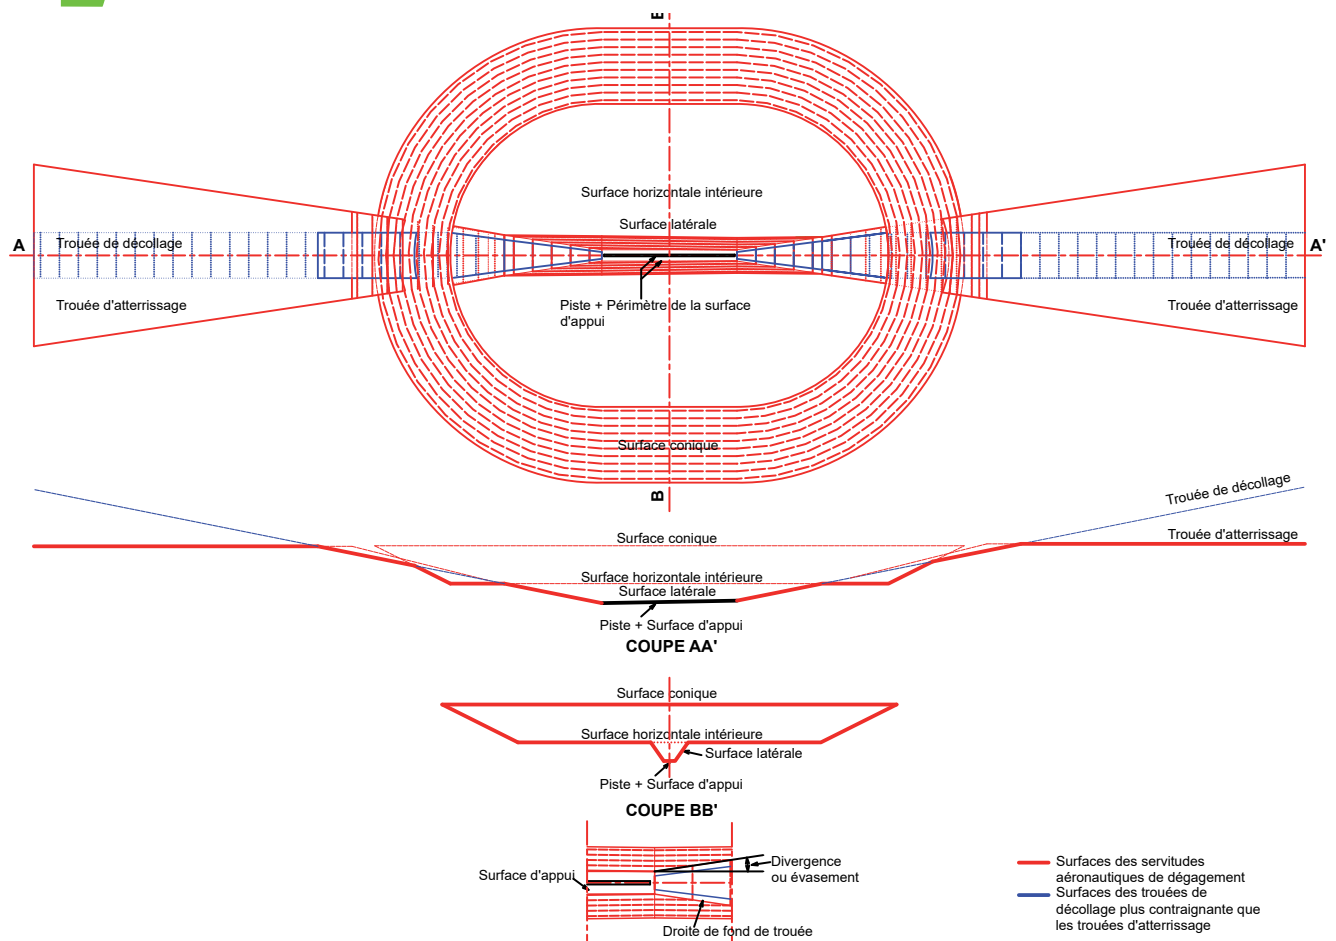 B
Surface horizontale intérieure
Surface latérale
A
Trouée de décollage
Trouée de décollage
A'
Trouée d'atterrissage
Piste + Périmètre de la surface
d'appui
Trouée d'atterrissage
Surface conique
B
Trouée de décollage
Surface conique
Trouée d'atterrissage
Surface horizontale intérieure
Surface latérale
Piste + Surface d'appui
COUPE AA'
Surface conique
Surface horizontale intérieure
Surface latérale
Piste + Surface d'appui
COUPE BB'
Surface d'appui
Divergence
ou évasement
Droite de fond de trouée
Surfaces des servitudes
aéronautiques de dégagement
Surfaces des trouées de
décollage plus contraignante que
les trouées d'atterrissage